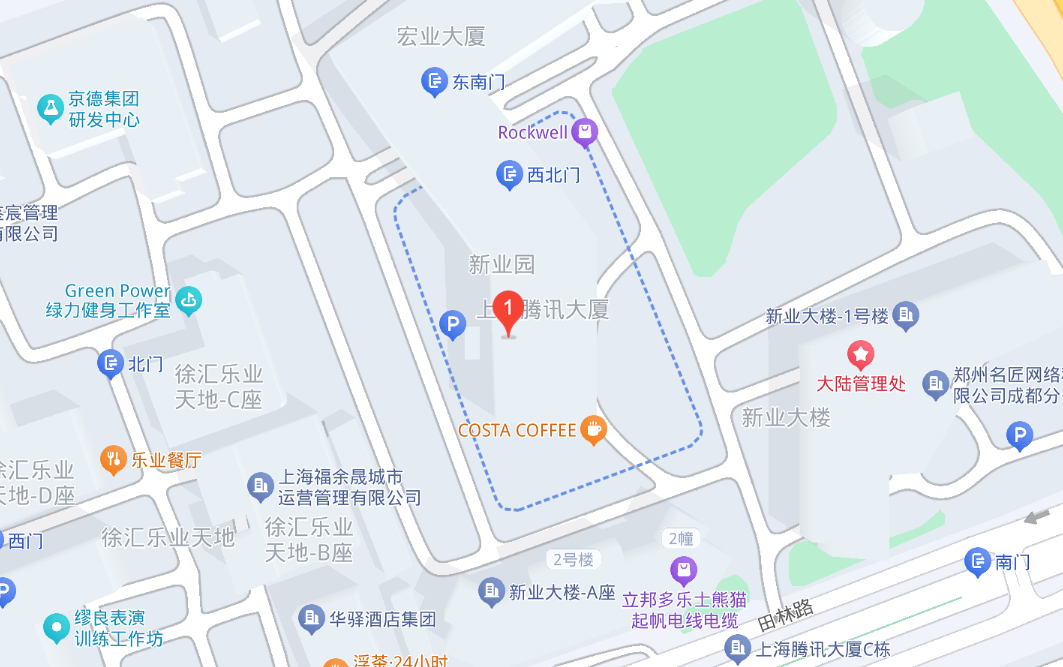 宏业大厦
东南门
京德集团
研发中心
Rockwell
西北门
宸管理
有限公司
新业园
Green Power
绿力健身工作室
1
腾讯大厦
P
新业大楼-1号楼
北门
徐汇乐业
天地-C座
大陆管理处
郑州名匠网络
限公司成都分
新业大楼
COSTA COFFEE
P
乐业餐厅
汇乐业
天地-D座
上海福余晟城市
运营管理有限公司
徐汇乐业天地
徐汇乐业
天地-B座
西门
2幢
2号楼
南门
P
新业大楼-A座
立邦多乐士熊猫
起帆电线电缆
田林路
缪良表演
训练工作坊
华驿酒店集团
上海腾讯大厦C栋
浮茶·24小时